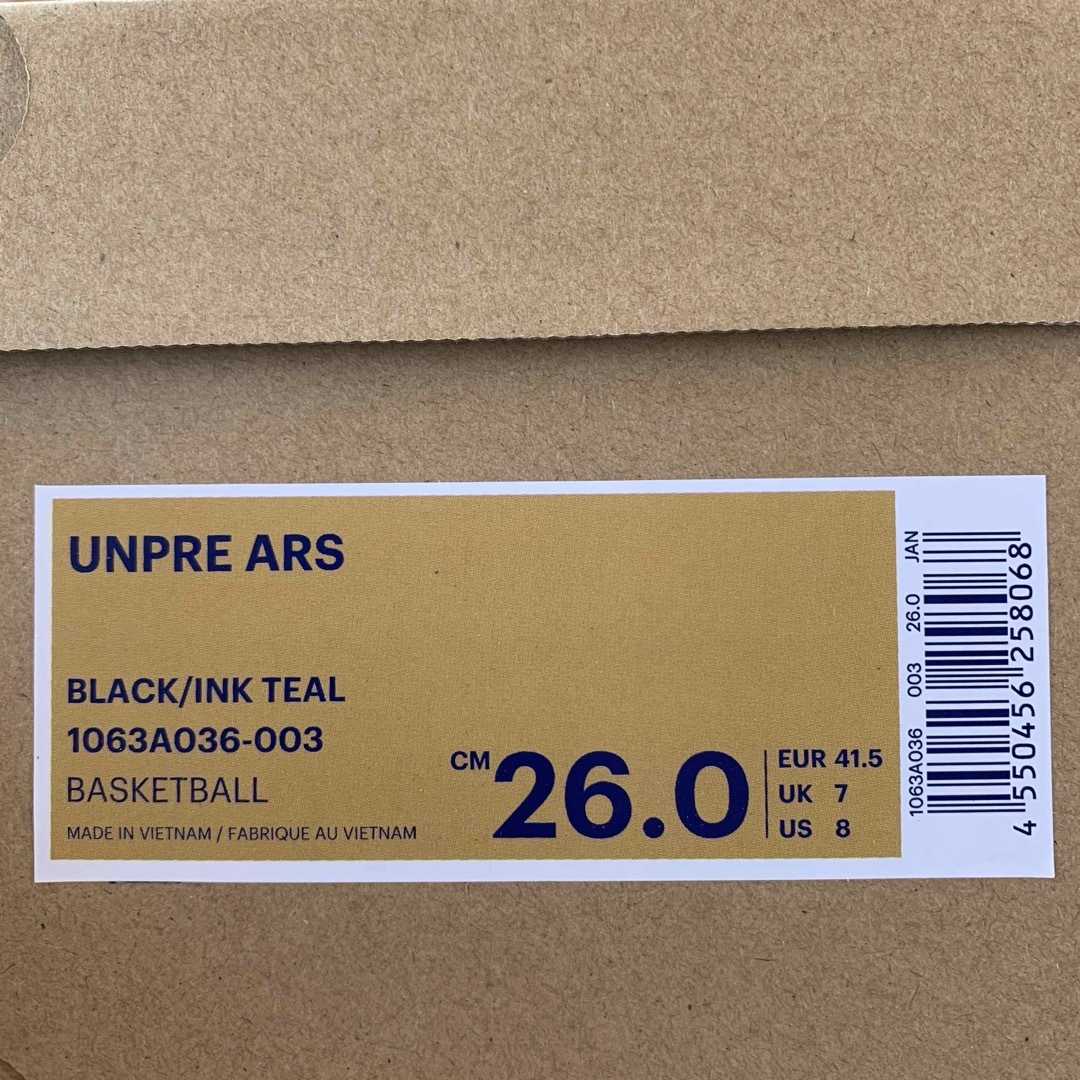 UNPRE ARS
BLACK/INK TEAL
1063A036-003
BASKETBALL
MADE IN VIETNAM / FABRIQUE AU VIETNAM
CM 26.0
EUR 41.5
UK 7
US 8
1063A036 003 26.0 JAN
4 550456 258068